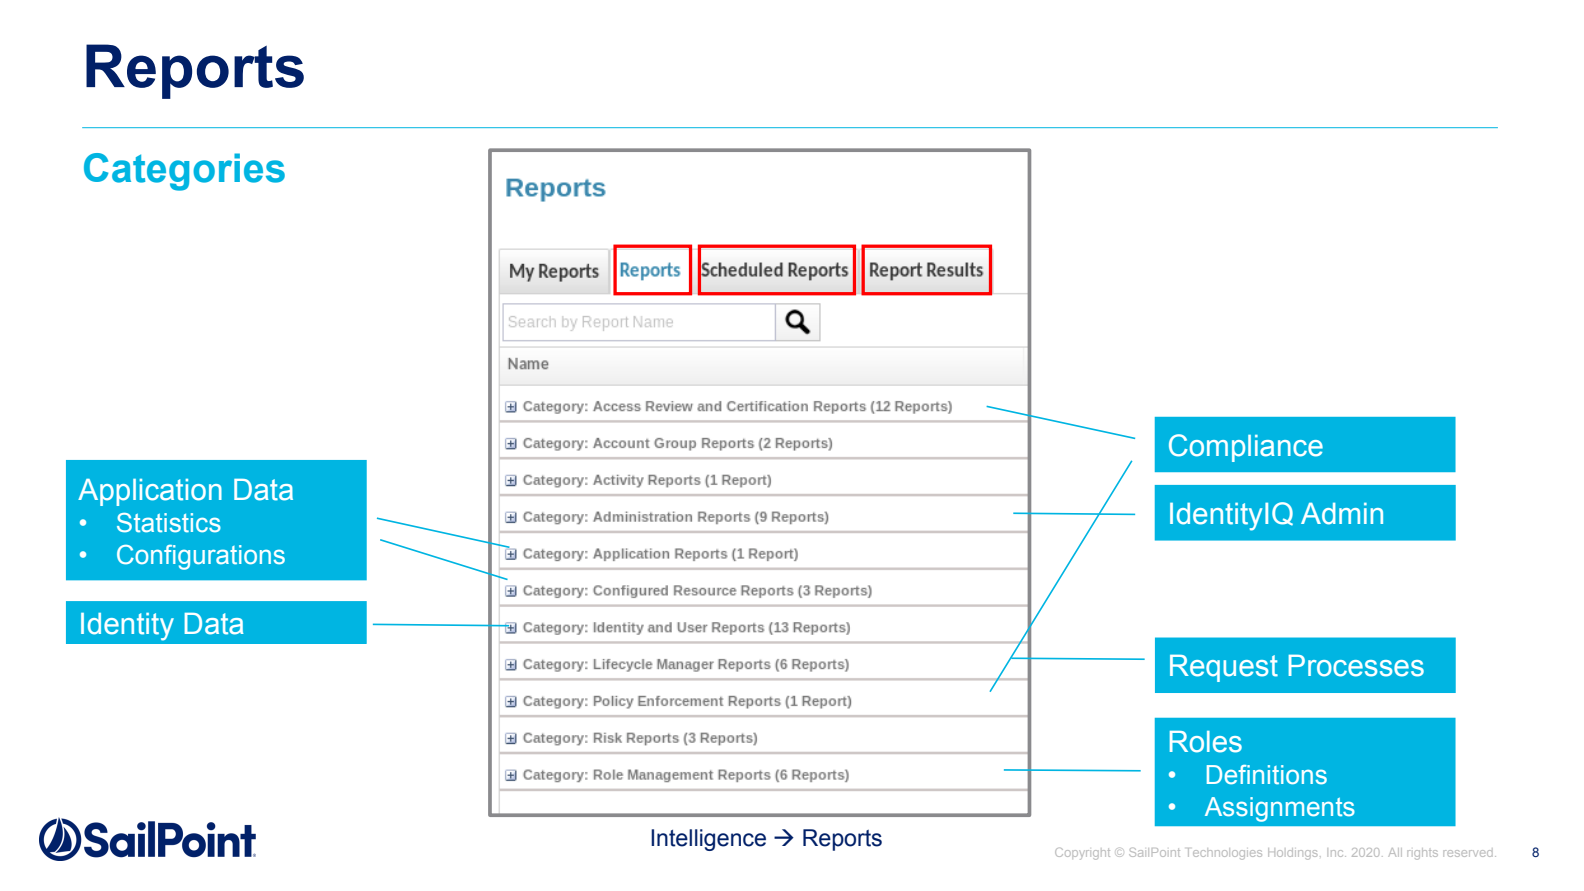 Reports
Categories
Reports
My Reports
Reports
Scheduled Reports
Report Results
Search by Report Name
Name
Category: Access Review and Certification Reports (12 Reports)
Category: Account Group Reports (2 Reports)
Category: Activity Reports (1 Report)
Category: Administration Reports (9 Reports)
Category: Application Reports (1 Report)
Category: Configured Resource Reports (3 Reports)
Category: Identity and User Reports (13 Reports)
Category: Lifecycle Manager Reports (6 Reports)
Category: Policy Enforcement Reports (1 Report)
Category: Risk Reports (3 Reports)
Category: Role Management Reports (6 Reports)
Application Data
• Statistics
• Configurations
Identity Data
Compliance
IdentityIQ Admin
Request Processes
Roles
• Definitions
• Assignments
SailPoint
Intelligence → Reports
Copyright © SailPoint Technologies Holdings, Inc. 2020. All rights reserved.
8